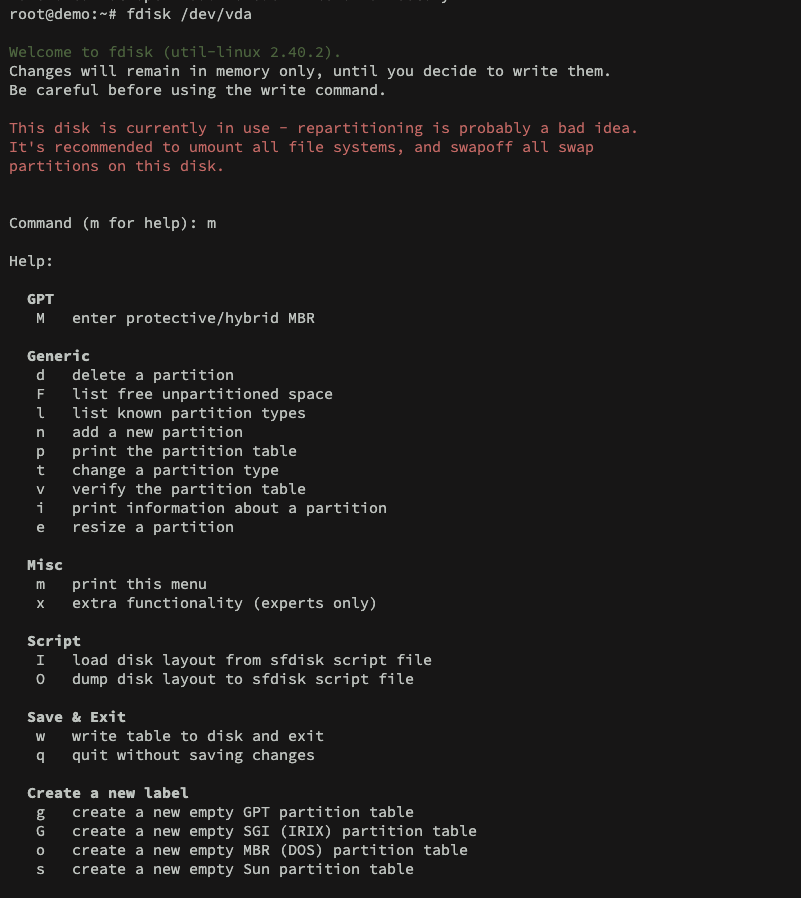 root@demo:~# fdisk /dev/vda
Welcome to fdisk (util-linux 2.40.2).
Changes will remain in memory only, until you decide to write them.
Be careful before using the write command.
This disk is currently in use - repartitioning is probably a bad idea.
It's recommended to umount all file systems, and swapoff all swap
partitions on this disk.
Command (m for help): m
Help:
GPT
M   enter protective/hybrid MBR
Generic
d   delete a partition
F   list free unpartitioned space
l   list known partition types
n   add a new partition
p   print the partition table
t   change a partition type
v   verify the partition table
i   print information about a partition
e   resize a partition
Misc
m   print this menu
x   extra functionality (experts only)
Script
I   load disk layout from sfdisk script file
O   dump disk layout to sfdisk script file
Save & Exit
w   write table to disk and exit
q   quit without saving changes
Create a new label
g   create a new empty GPT partition table
G   create a new empty SGI (IRIX) partition table
o   create a new empty MBR (DOS) partition table
s   create a new empty Sun partition table